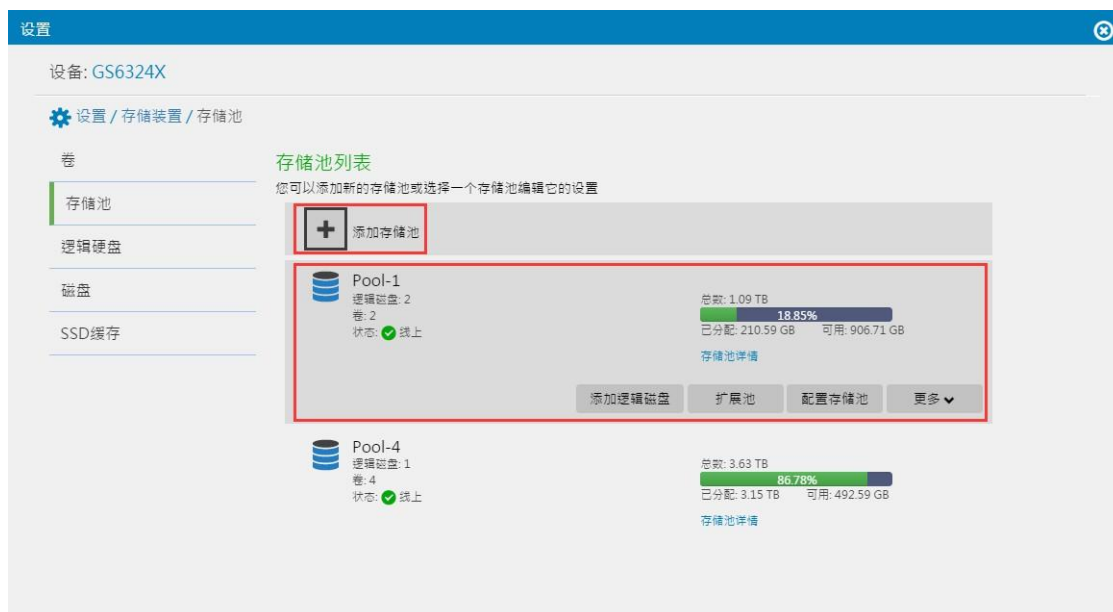 设置
设备: GS6324X
设置 / 存储装置 / 存储池
卷
存储池
逻辑硬盘
磁盘
SSD缓存
存储池列表
您可以添加新的存储池或选择一个存储池编辑它的设置
添加存储池
Pool-1
逻辑磁盘: 2
卷: 2
状态: 线上
总数: 1.09 TB
18.85%
已分配: 210.59 GB 可用: 906.71 GB
存储池详情
添加逻辑磁盘 扩展池 配置存储池 更多
Pool-4
逻辑磁盘: 1
卷: 4
状态: 线上
总数: 3.63 TB
86.78%
已分配: 3.15 TB 可用: 492.59 GB
存储池详情